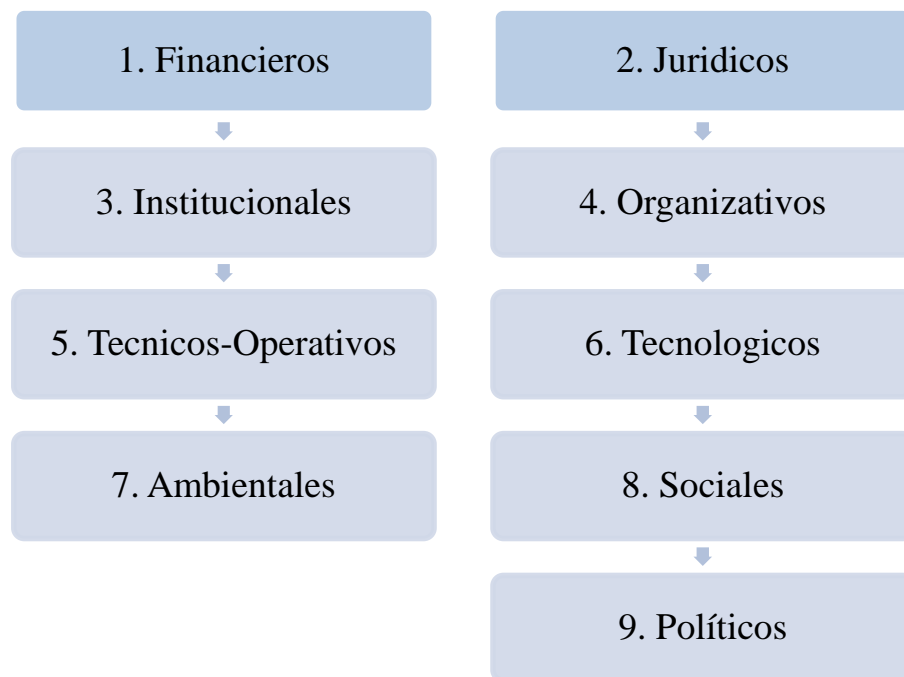 1. Financieros
2. Juridicos
3. Institucionales
4. Organizativos
5. Tecnicos-Operativos
6. Tecnologicos
7. Ambientales
8. Sociales
9. Políticos